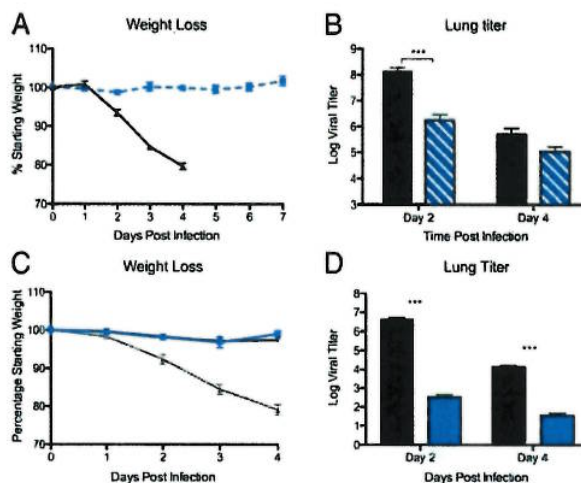 A
Weight Loss
% Starting Weight
110
100
90
80
70
0 1 2 3 4 5 6 7
Days Post Infection
B
Lung titer
Log Viral Titer
9
8
7
6
5
4
3
***
Day 2 Day 4
Time Post Infection
C
Weight Loss
Percentage Starting Weight
110
100
90
80
70
0 1 2 3 4
Days Post Infection
D
Lung Titer
Log Viral Titer
8
7
6
5
4
3
2
1
0
***
***
Day 2 Day 4
Days Post Infection